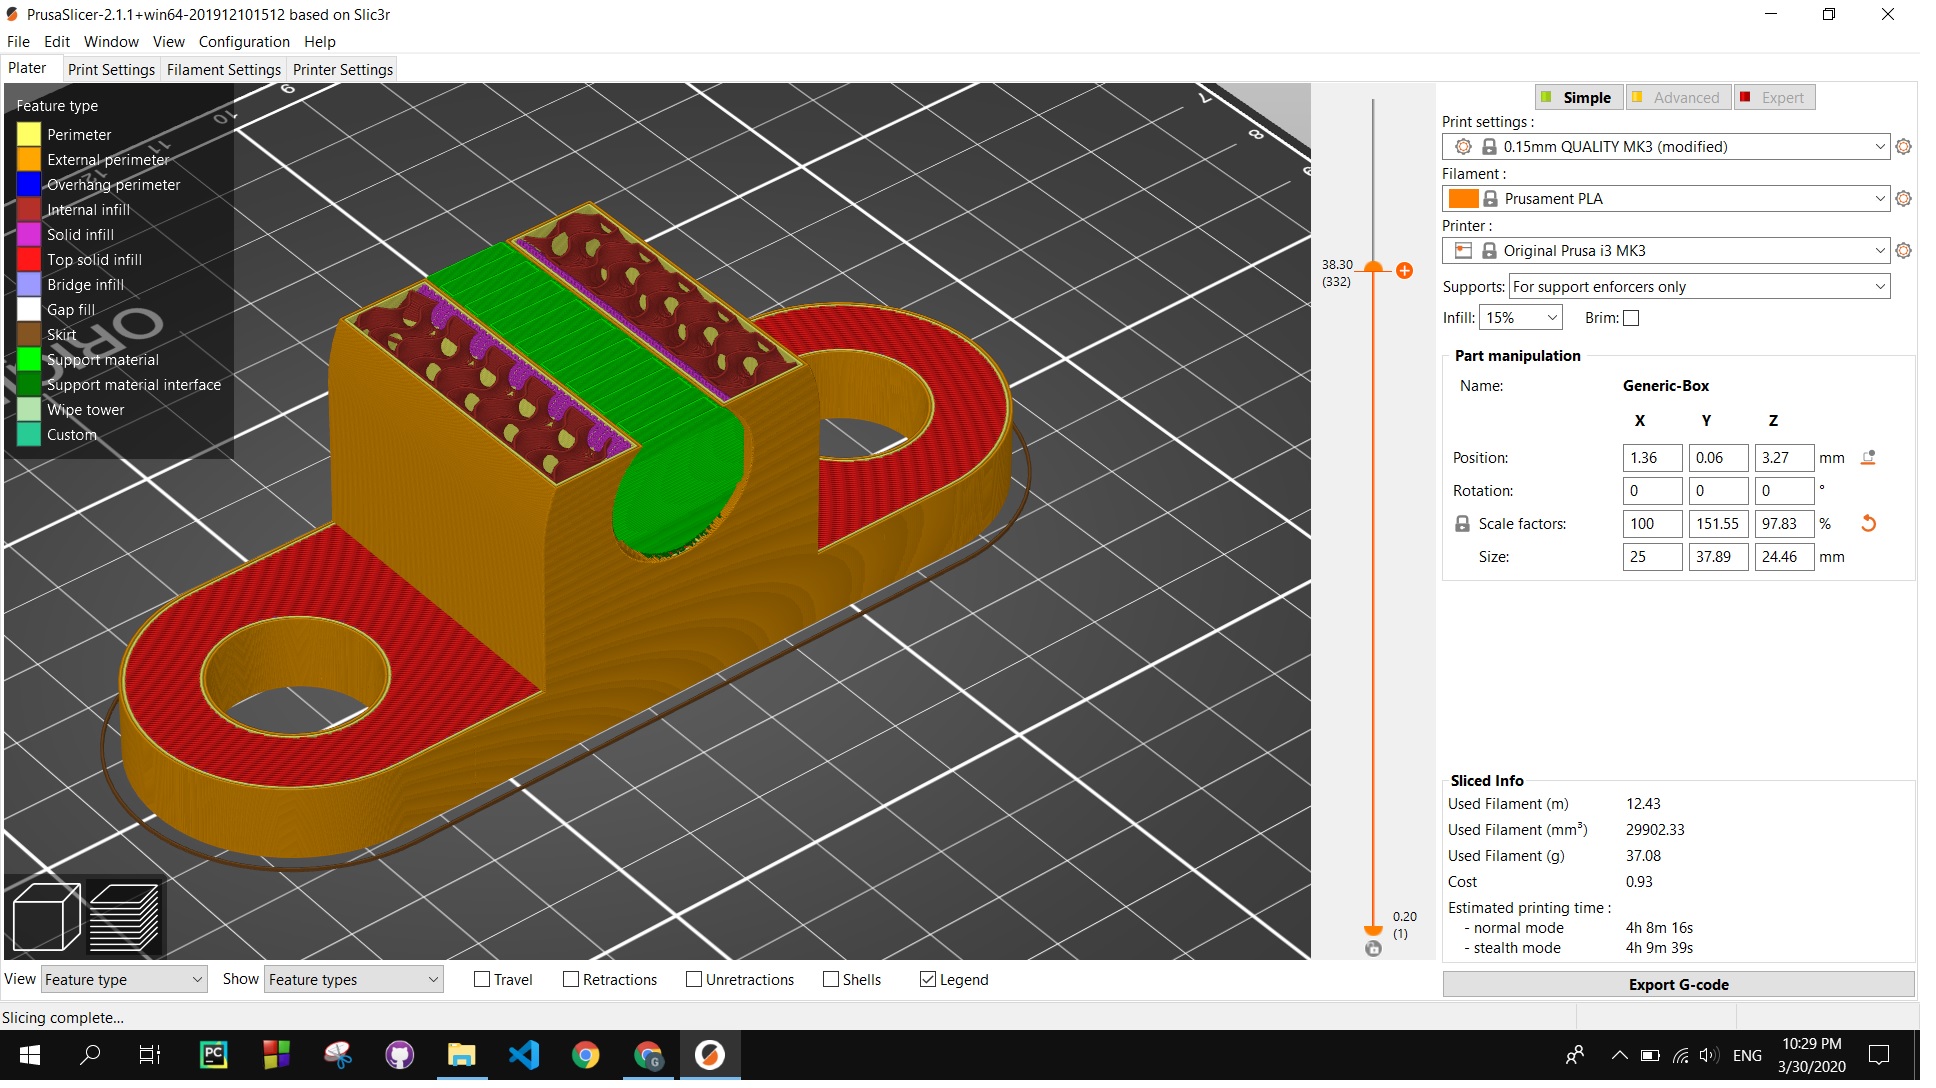 PrusaSlicer-2.1.1+win64-201912101512 based on Slic3r
File Edit Window View Configuration Help
Plater Print Settings Filament Settings Printer Settings
Feature type
Perimeter
External perimeter
Overhang perimeter
Internal infill
Solid infill
Top solid infill
Bridge infill
Gap fill
Skirt
Support material
Support material interface
Wipe tower
Custom
9
10
11
12
7
8
38.30
(332)
0.20
(1)
Simple Advanced Expert
Print settings :
0.15mm QUALITY MK3 (modified)
Filament :
Prusament PLA
Printer :
Original Prusa i3 MK3
Supports: For support enforcers only
Infill: 15% Brim:
Part manipulation
Name: Generic-Box
X Y Z
Position: 1.36 0.06 3.27 mm
Rotation: 0 0 0 °
Scale factors: 100 151.55 97.83 %
Size: 25 37.89 24.46 mm
Sliced Info
Used Filament (m) 12.43
Used Filament (mm³) 29902.33
Used Filament (g) 37.08
Cost 0.93
Estimated printing time :
- normal mode 4h 8m 16s
- stealth mode 4h 9m 39s
Export G-code
View Feature type Show Feature types Travel Retractions Unretractions Shells Legend
Slicing complete...
PC
G
ENG
10:29 PM
3/30/2020